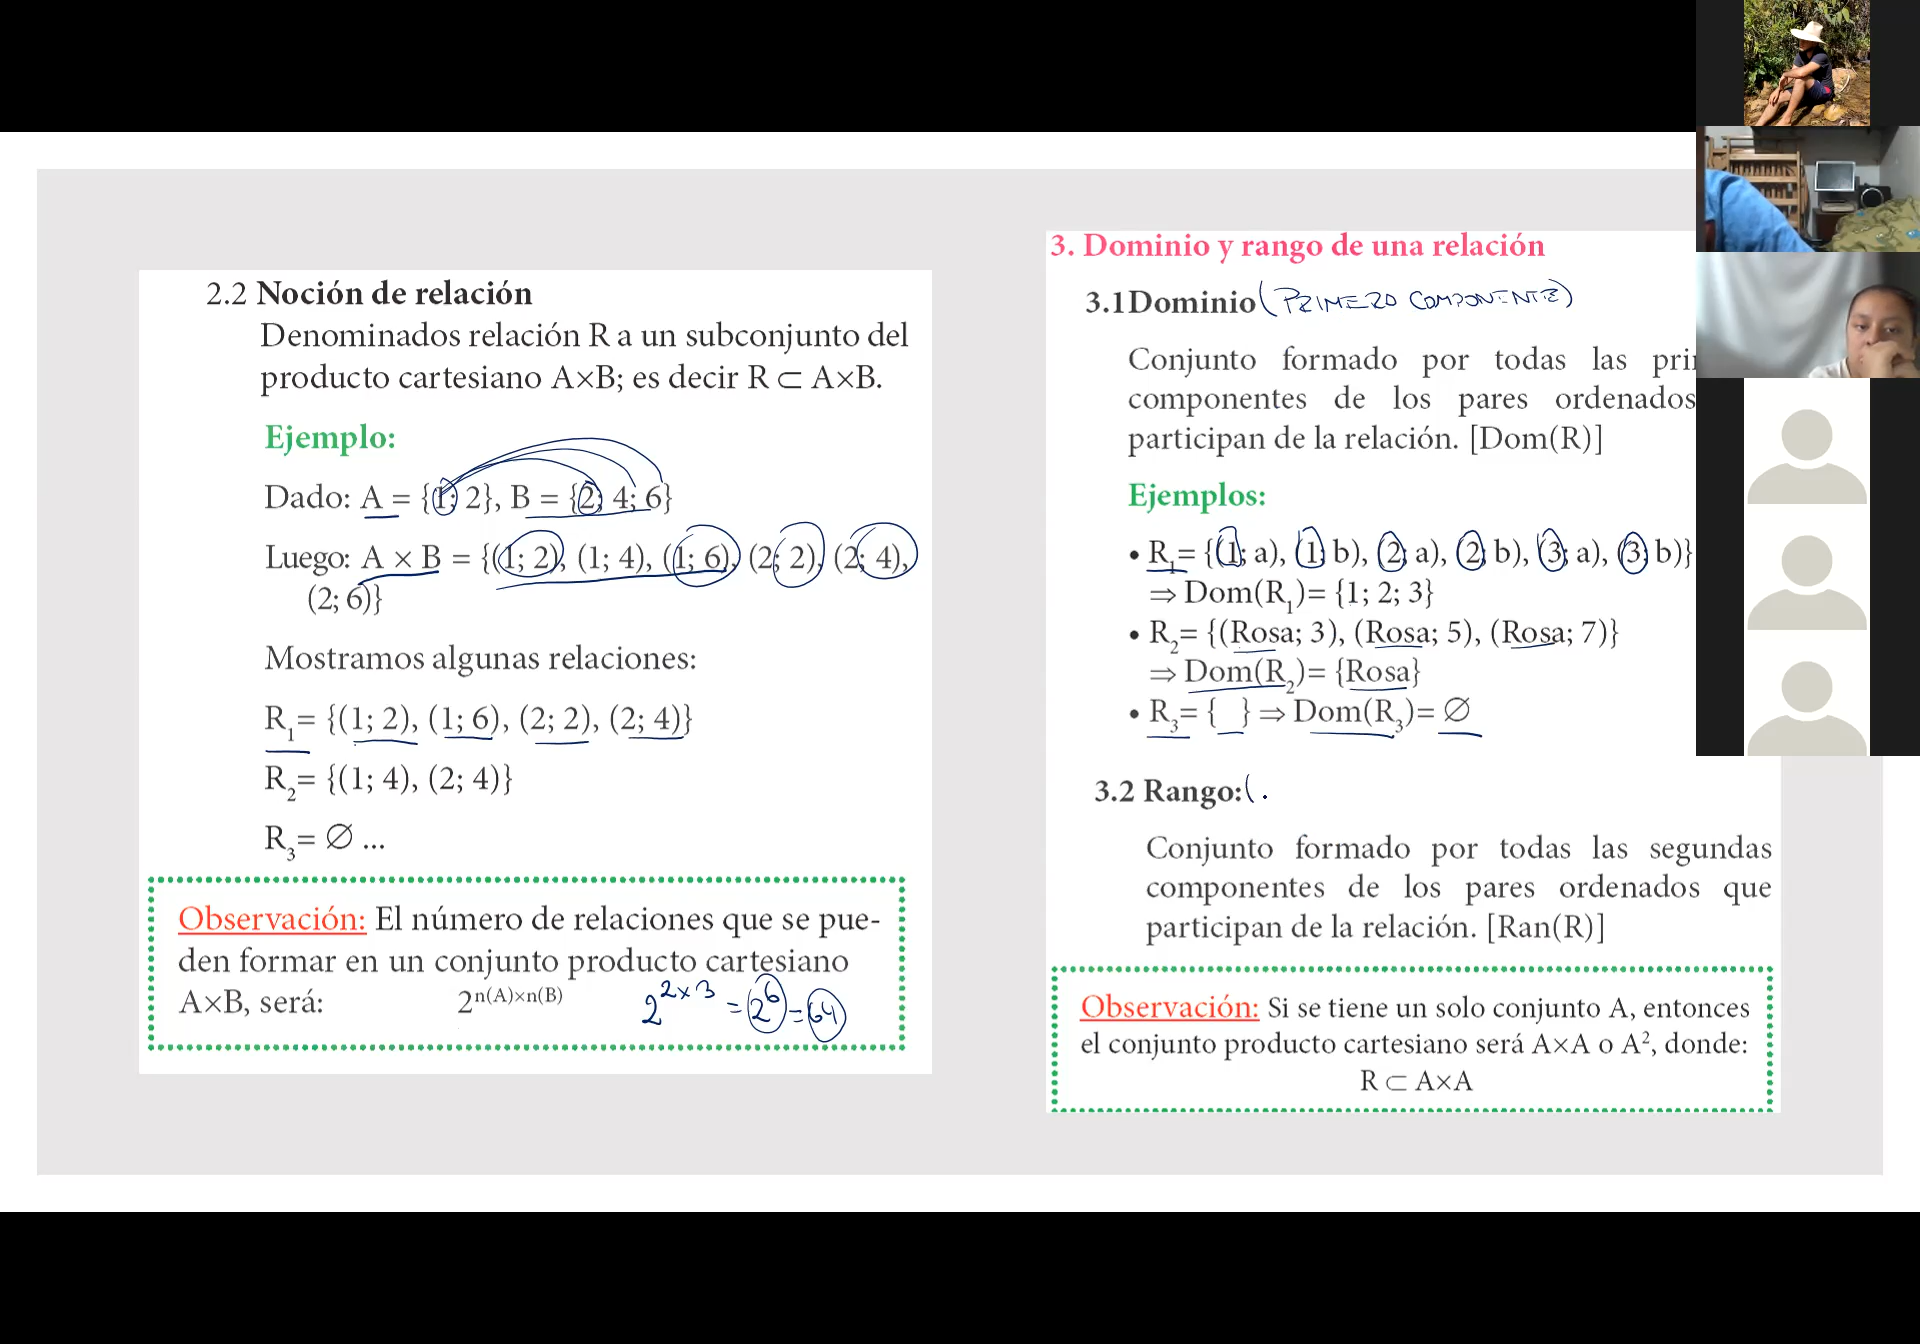 2.2 Noción de relación
Denominados relación R a un subconjunto del
producto cartesiano A×B; es decir R ⊂ A×B.
Ejemplo:
Dado: A = {1; 2}, B = {2; 4; 6}
Luego: A × B = {(1; 2), (1; 4), (1; 6), (2; 2), (2; 4),
(2; 6)}
Mostramos algunas relaciones:
R₁= {(1; 2), (1; 6), (2; 2), (2; 4)}
R₂= {(1; 4), (2; 4)}
R₃= ∅ ...
Observación: El número de relaciones que se pue-
den formar en un conjunto producto cartesiano
A×B, será: 2^{n(A)×n(B)} 2^{2×3} = 2^6 = 64
3. Dominio y rango de una relación
3.1 Dominio (PRIMERO COMPONENTE)
Conjunto formado por todas las pri
componentes de los pares ordenados
participan de la relación. [Dom(R)]
Ejemplos:
• R₁= {(1; a), (1; b), (2; a), (2; b), (3; a), (3; b)}
⇒ Dom(R₁)= {1; 2; 3}
• R₂= {(Rosa; 3), (Rosa; 5), (Rosa; 7)}
⇒ Dom(R₂)= {Rosa}
• R₃= { } ⇒ Dom(R₃)= ∅
3.2 Rango: (
Conjunto formado por todas las segundas
componentes de los pares ordenados que
participan de la relación. [Ran(R)]
Observación: Si se tiene un solo conjunto A, entonces
el conjunto producto cartesiano será A×A o A², donde:
R ⊂ A×A